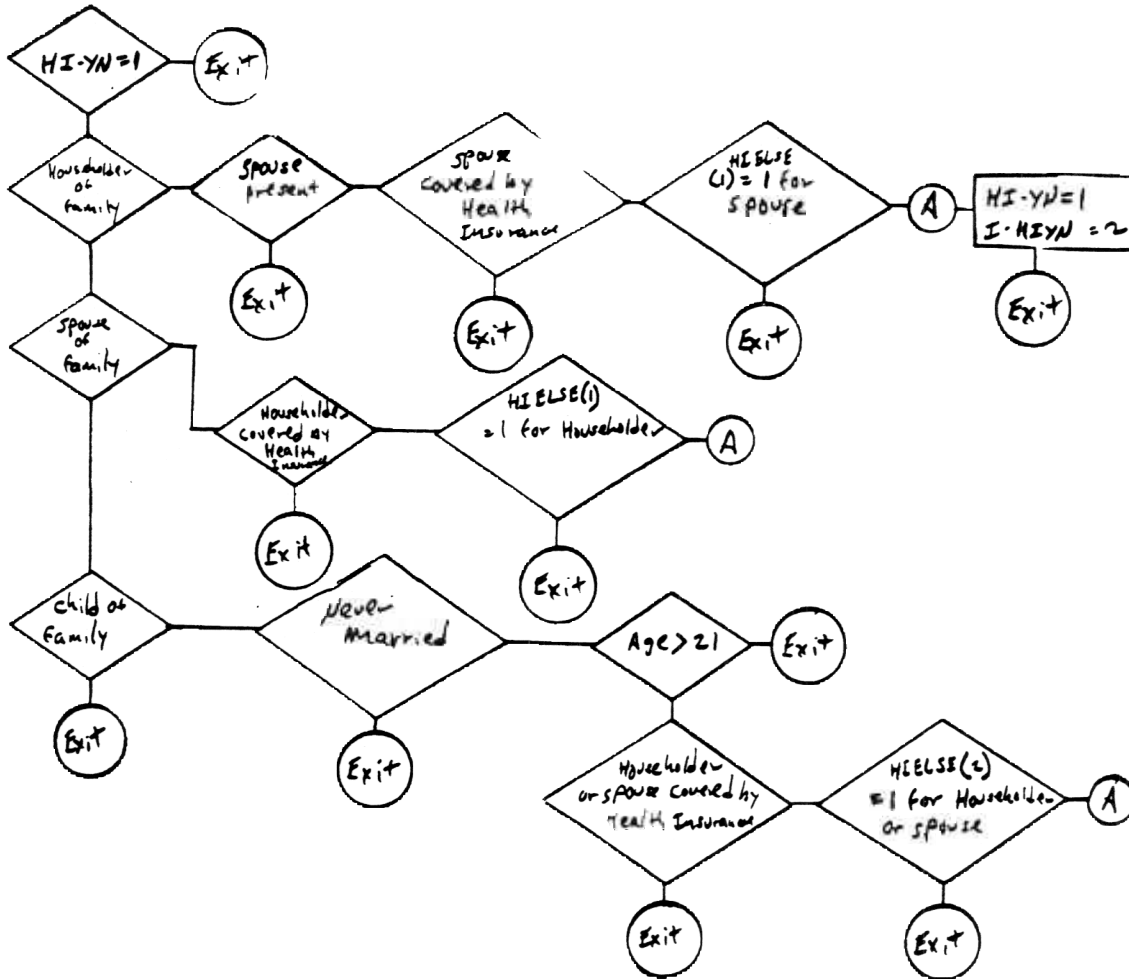 HI-YN=1
Exit
Householder
of
family
Spouse
present
Spouse
covered by
Health
Insurance
HIELSE
(1)=1 for
spouse
A
HI-YN=1
I-HIYN =2
Exit
Exit
Exit
Exit
Spouse
of
family
Householder
covered by
Health
Insurance
HIELSE(1)
=1 for Householder
A
Exit
Exit
Child of
Family
Never
Married
Age>21
Exit
Exit
Exit
Householder
or spouse covered by
Health Insurance
HIELSE(2)
=1 for Householder
or spouse
A
Exit
Exit